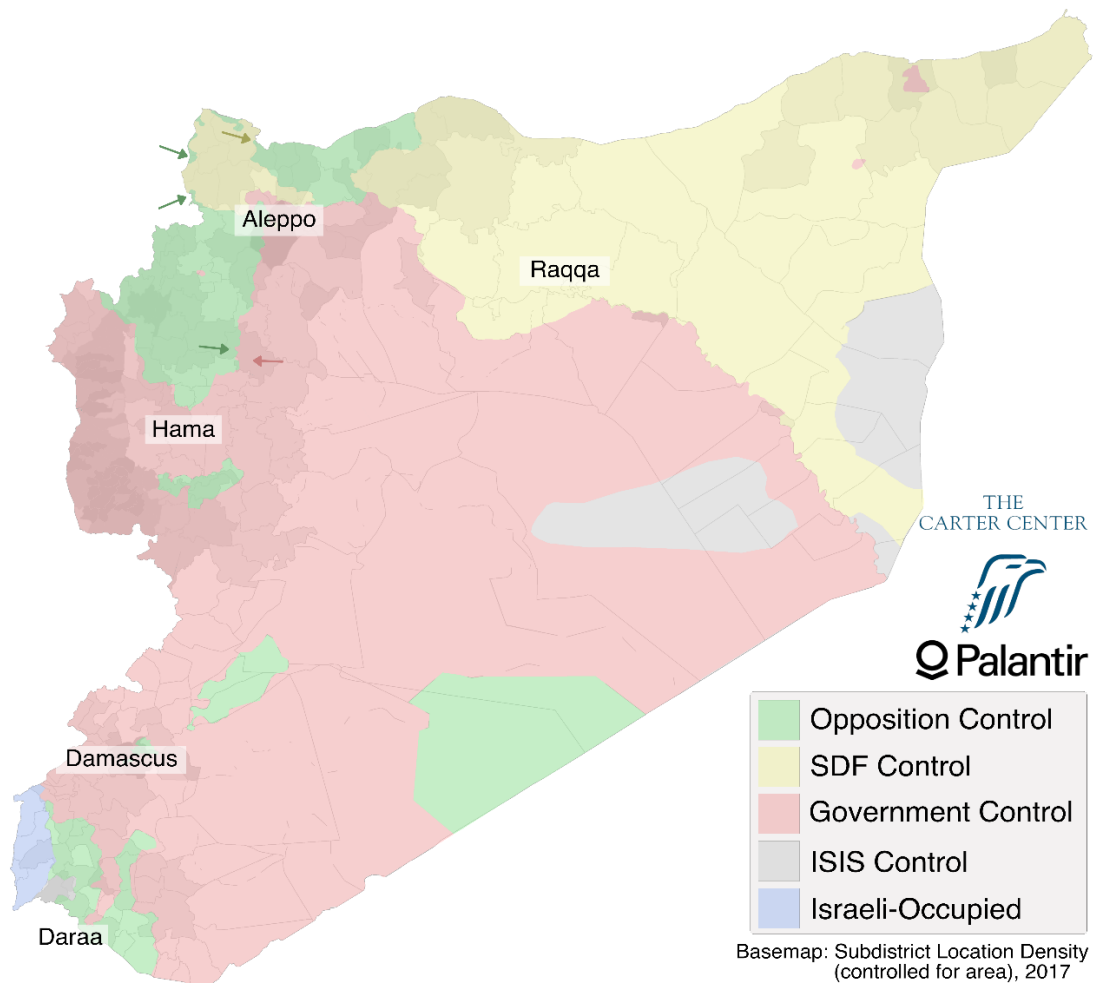 Aleppo
Raqqa
Hama
THE
CARTER CENTER
Palantir
Opposition Control
Damascus
SDF Control
Government Control
ISIS Control
Israeli-Occupied
Daraa
Basemap: Subdistrict Location Density
(controlled for area), 2017